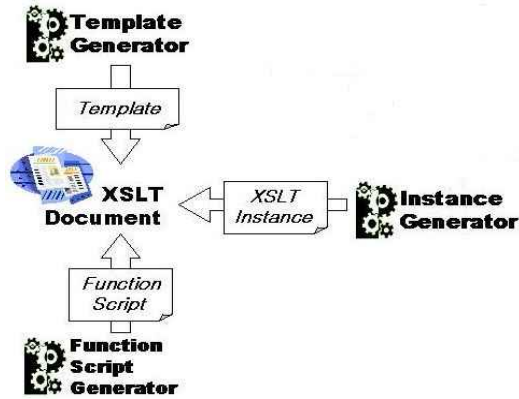 Template
Generator
Template
XSLT
Document
XSLT
Instance
Instance
Generator
Function
Script
Function
Script
Generator